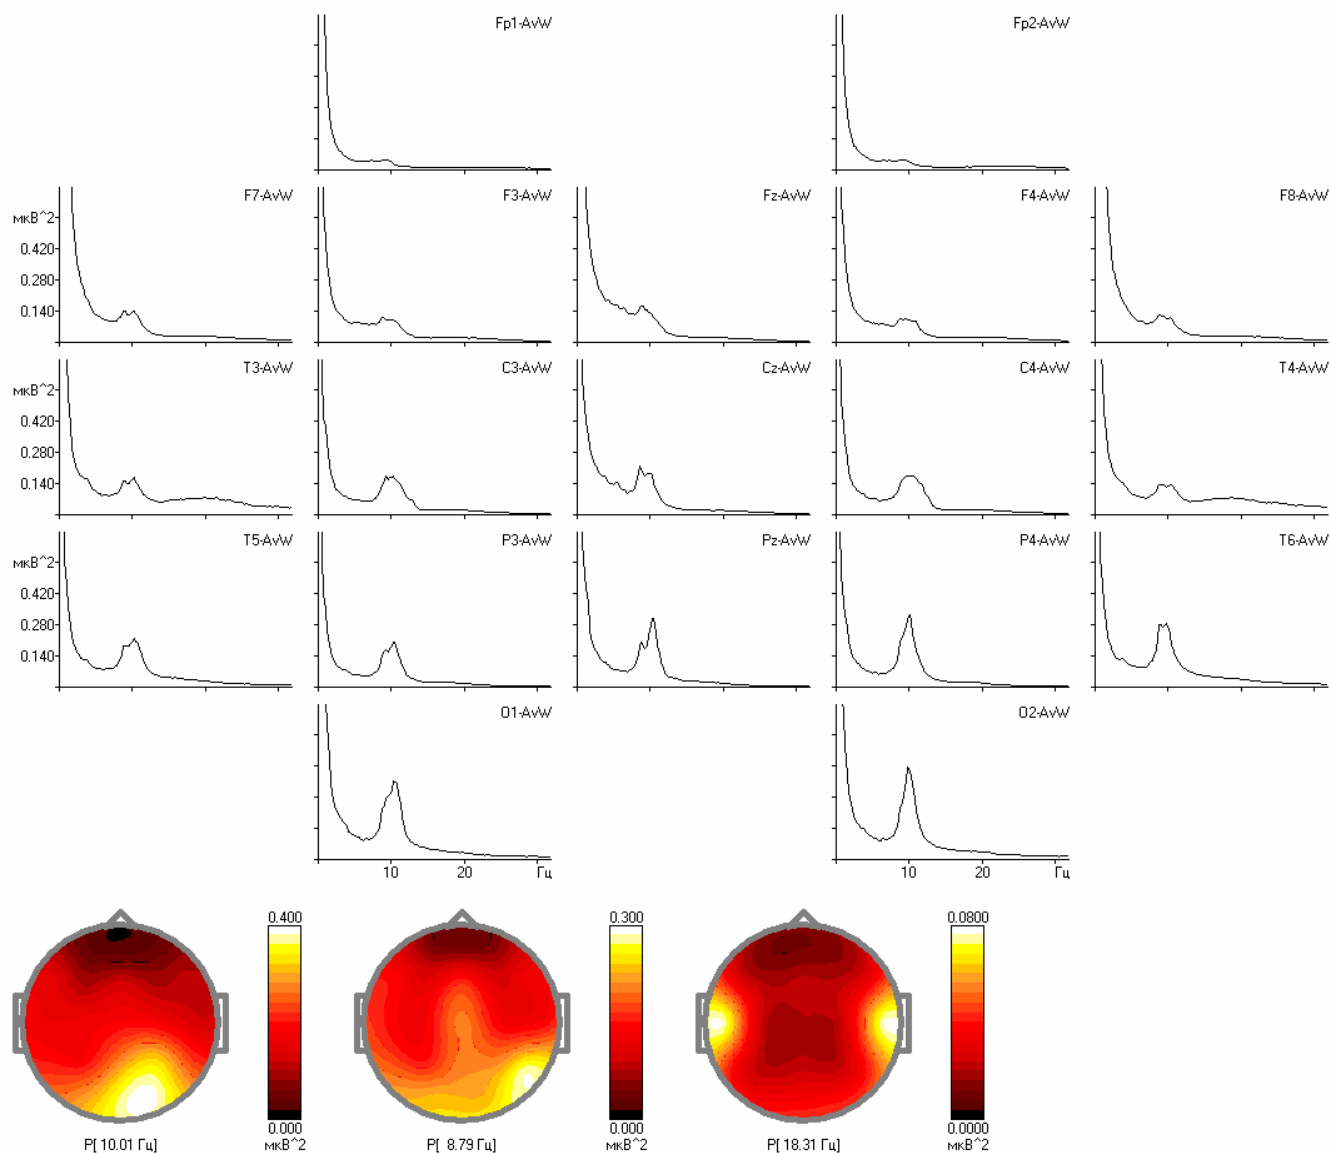 Fp1-AvW Fp2-AvW
F7-AvW F3-AvW Fz-AvW F4-AvW F8-AvW
мкВ^2
0.420
0.280
0.140
T3-AvW C3-AvW Cz-AvW C4-AvW T4-AvW
мкВ^2
0.420
0.280
0.140
T5-AvW P3-AvW Pz-AvW P4-AvW T6-AvW
мкВ^2
0.420
0.280
0.140
O1-AvW O2-AvW
10 20 Гц 10 20 Гц
0.400 0.300 0.0800
0.000 0.000 0.0000
P[ 10.01 Гц] мкВ^2 P[ 8.79 Гц] мкВ^2 P[ 18.31 Гц] мкВ^2